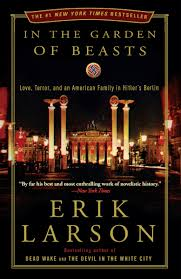 THE #1 NEW YORK TIMES BESTSELLER
IN THE GARDEN
OF BEASTS
Love, Terror, and an American Family in Hitler's Berlin
"By far his best and most enthralling work of novelistic history."
—New York Times
ERIK
LARSON
Bestselling author of
DEAD WAKE and THE DEVIL IN THE WHITE CITY